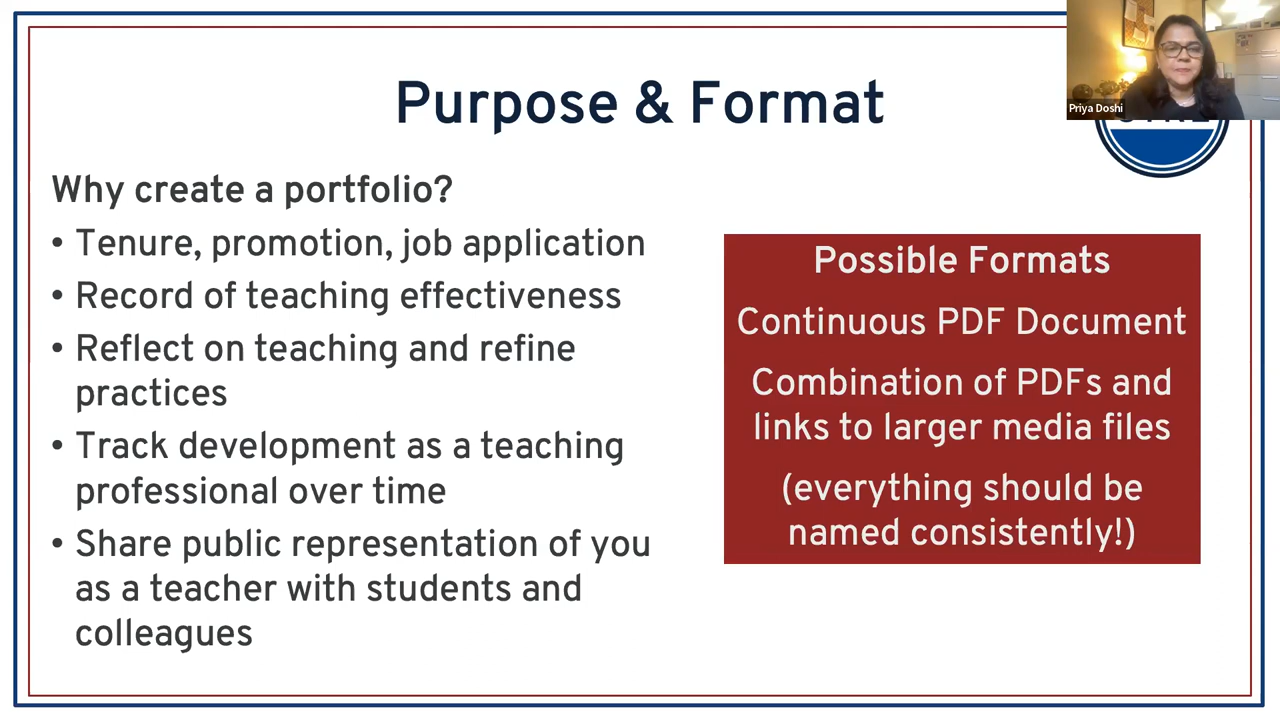 Purpose & Format
Priya Doshi
Why create a portfolio?
• Tenure, promotion, job application
• Record of teaching effectiveness
• Reflect on teaching and refine
practices
• Track development as a teaching
professional over time
• Share public representation of you
as a teacher with students and
colleagues
Possible Formats
Continuous PDF Document
Combination of PDFs and
links to larger media files
(everything should be
named consistently!)